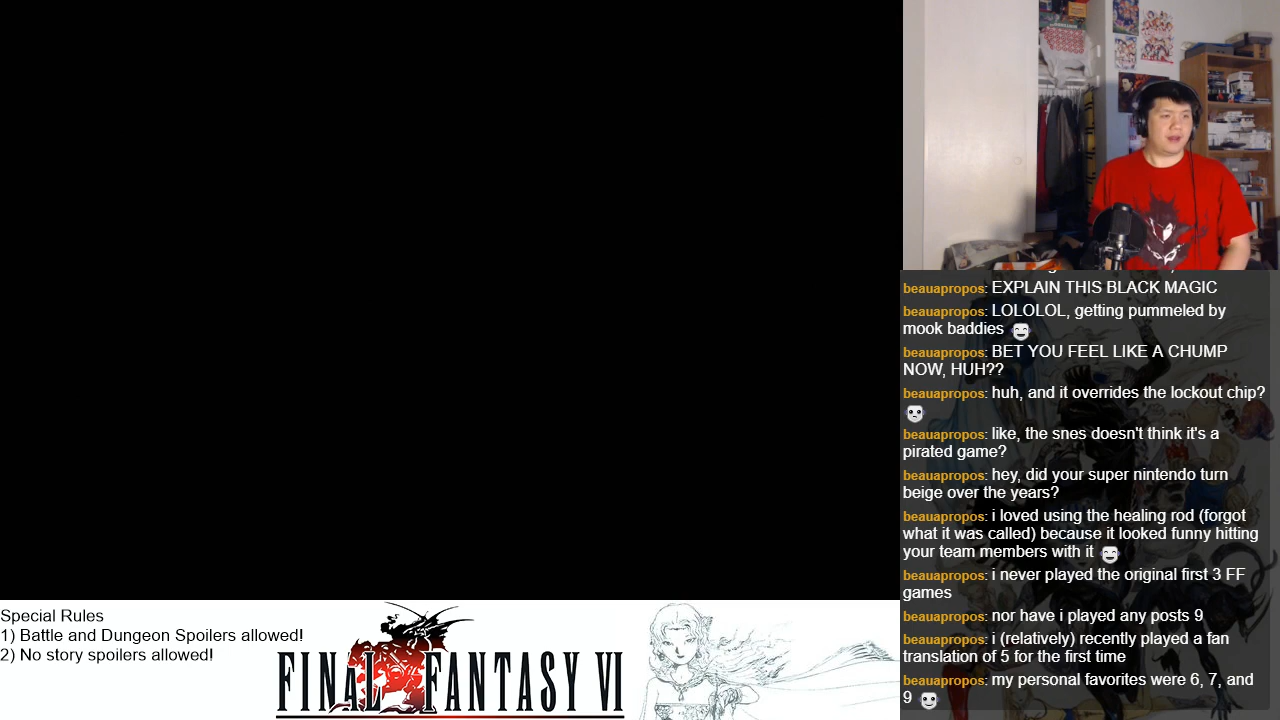 beauapropos: EXPLAIN THIS BLACK MAGIC
beauapropos: LOLOLOL, getting pummeled by
mook baddies
beauapropos: BET YOU FEEL LIKE A CHUMP
NOW, HUH??
beauapropos: huh, and it overrides the lockout chip?
beauapropos: like, the snes doesn't think it's a
pirated game?
beauapropos: hey, did your super nintendo turn
beige over the years?
beauapropos: i loved using the healing rod (forgot
what it was called) because it looked funny hitting
your team members with it
beauapropos: i never played the original first 3 FF
games
beauapropos: nor have i played any posts 9
beauapropos: i (relatively) recently played a fan
translation of 5 for the first time
beauapropos: my personal favorites were 6, 7, and
9
Special Rules
1) Battle and Dungeon Spoilers allowed!
2) No story spoilers allowed!
FINAL FANTASY VI